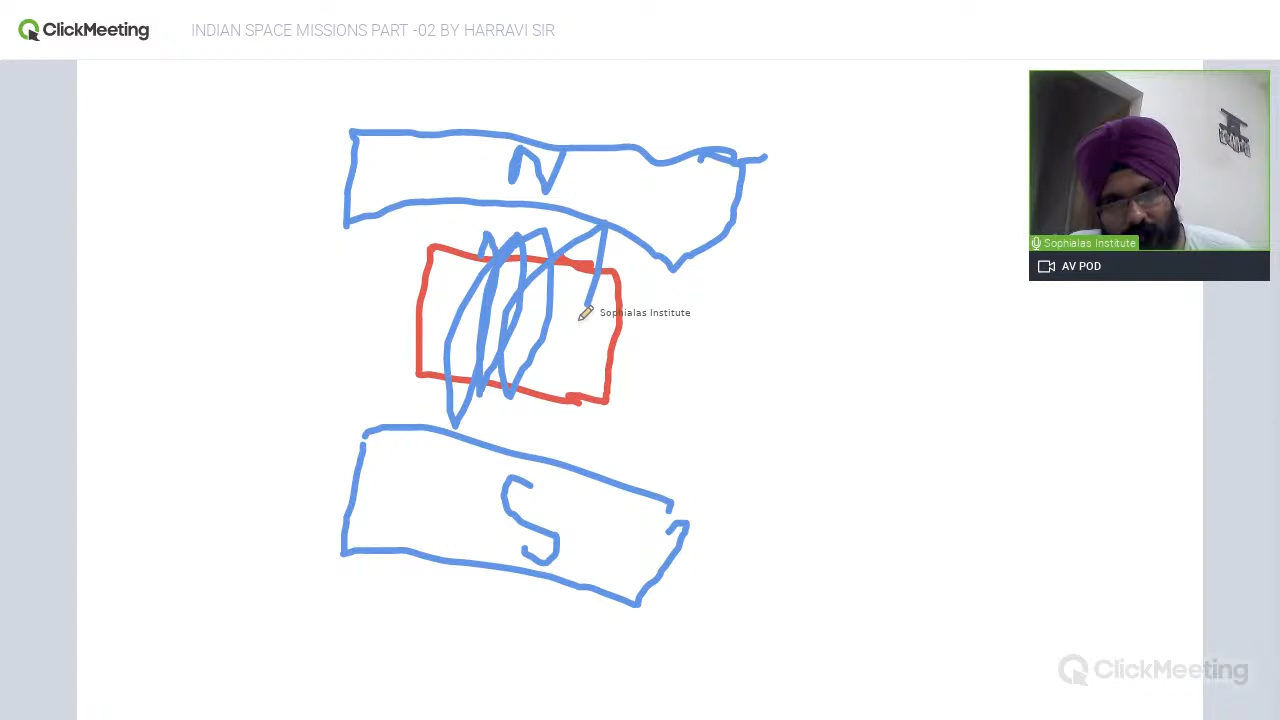 ClickMeeting
INDIAN SPACE MISSIONS PART -02 BY HARRAVI SIR
N
Sophialas Institute
AV POD
Sophialas Institute
S
ClickMeeting